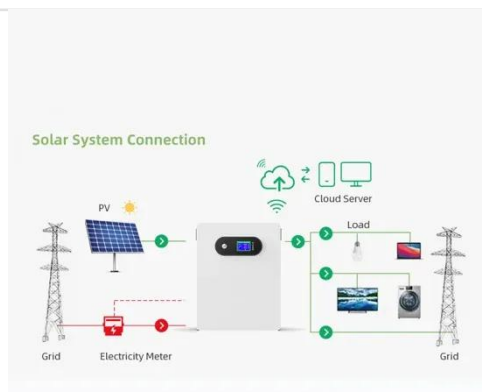 Solar System Connection
Cloud Server
PV
Load
Grid
Electricity Meter
Grid